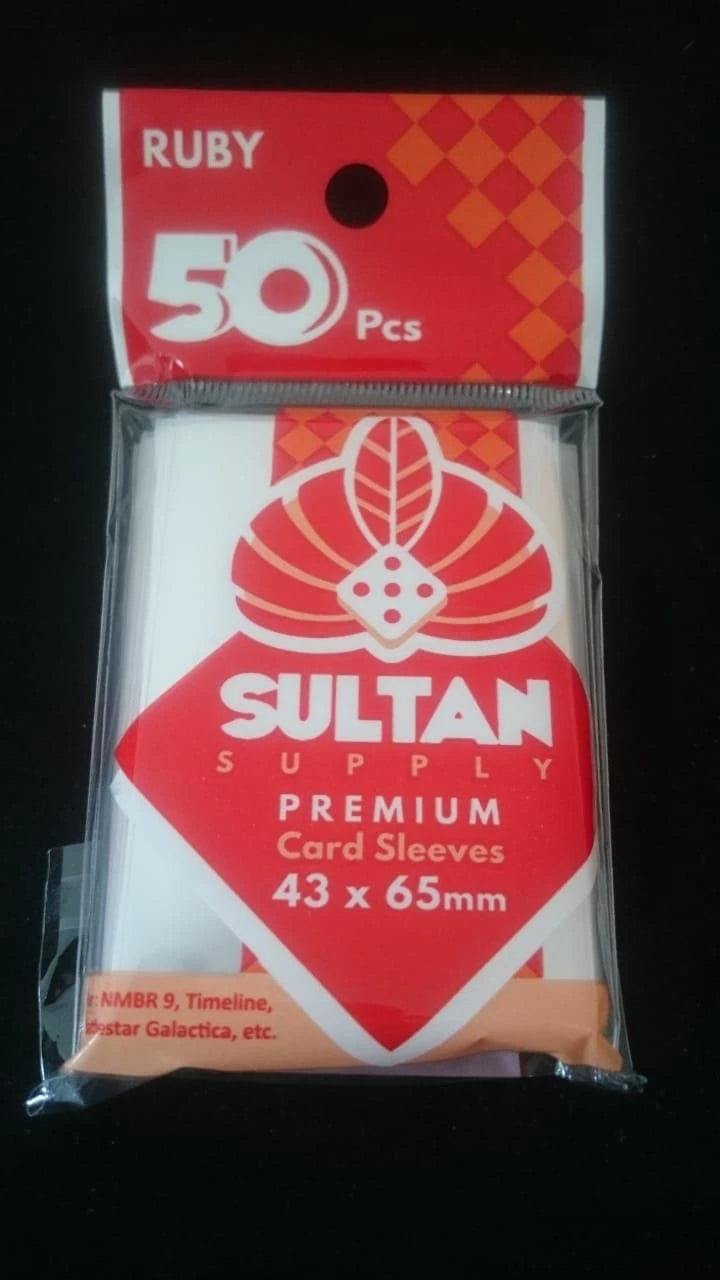 RUBY
50 Pcs
SULTAN
SUPPLY
PREMIUM
Card Sleeves
43 x 65mm
NMBR 9, Timeline,
Galactica, etc.